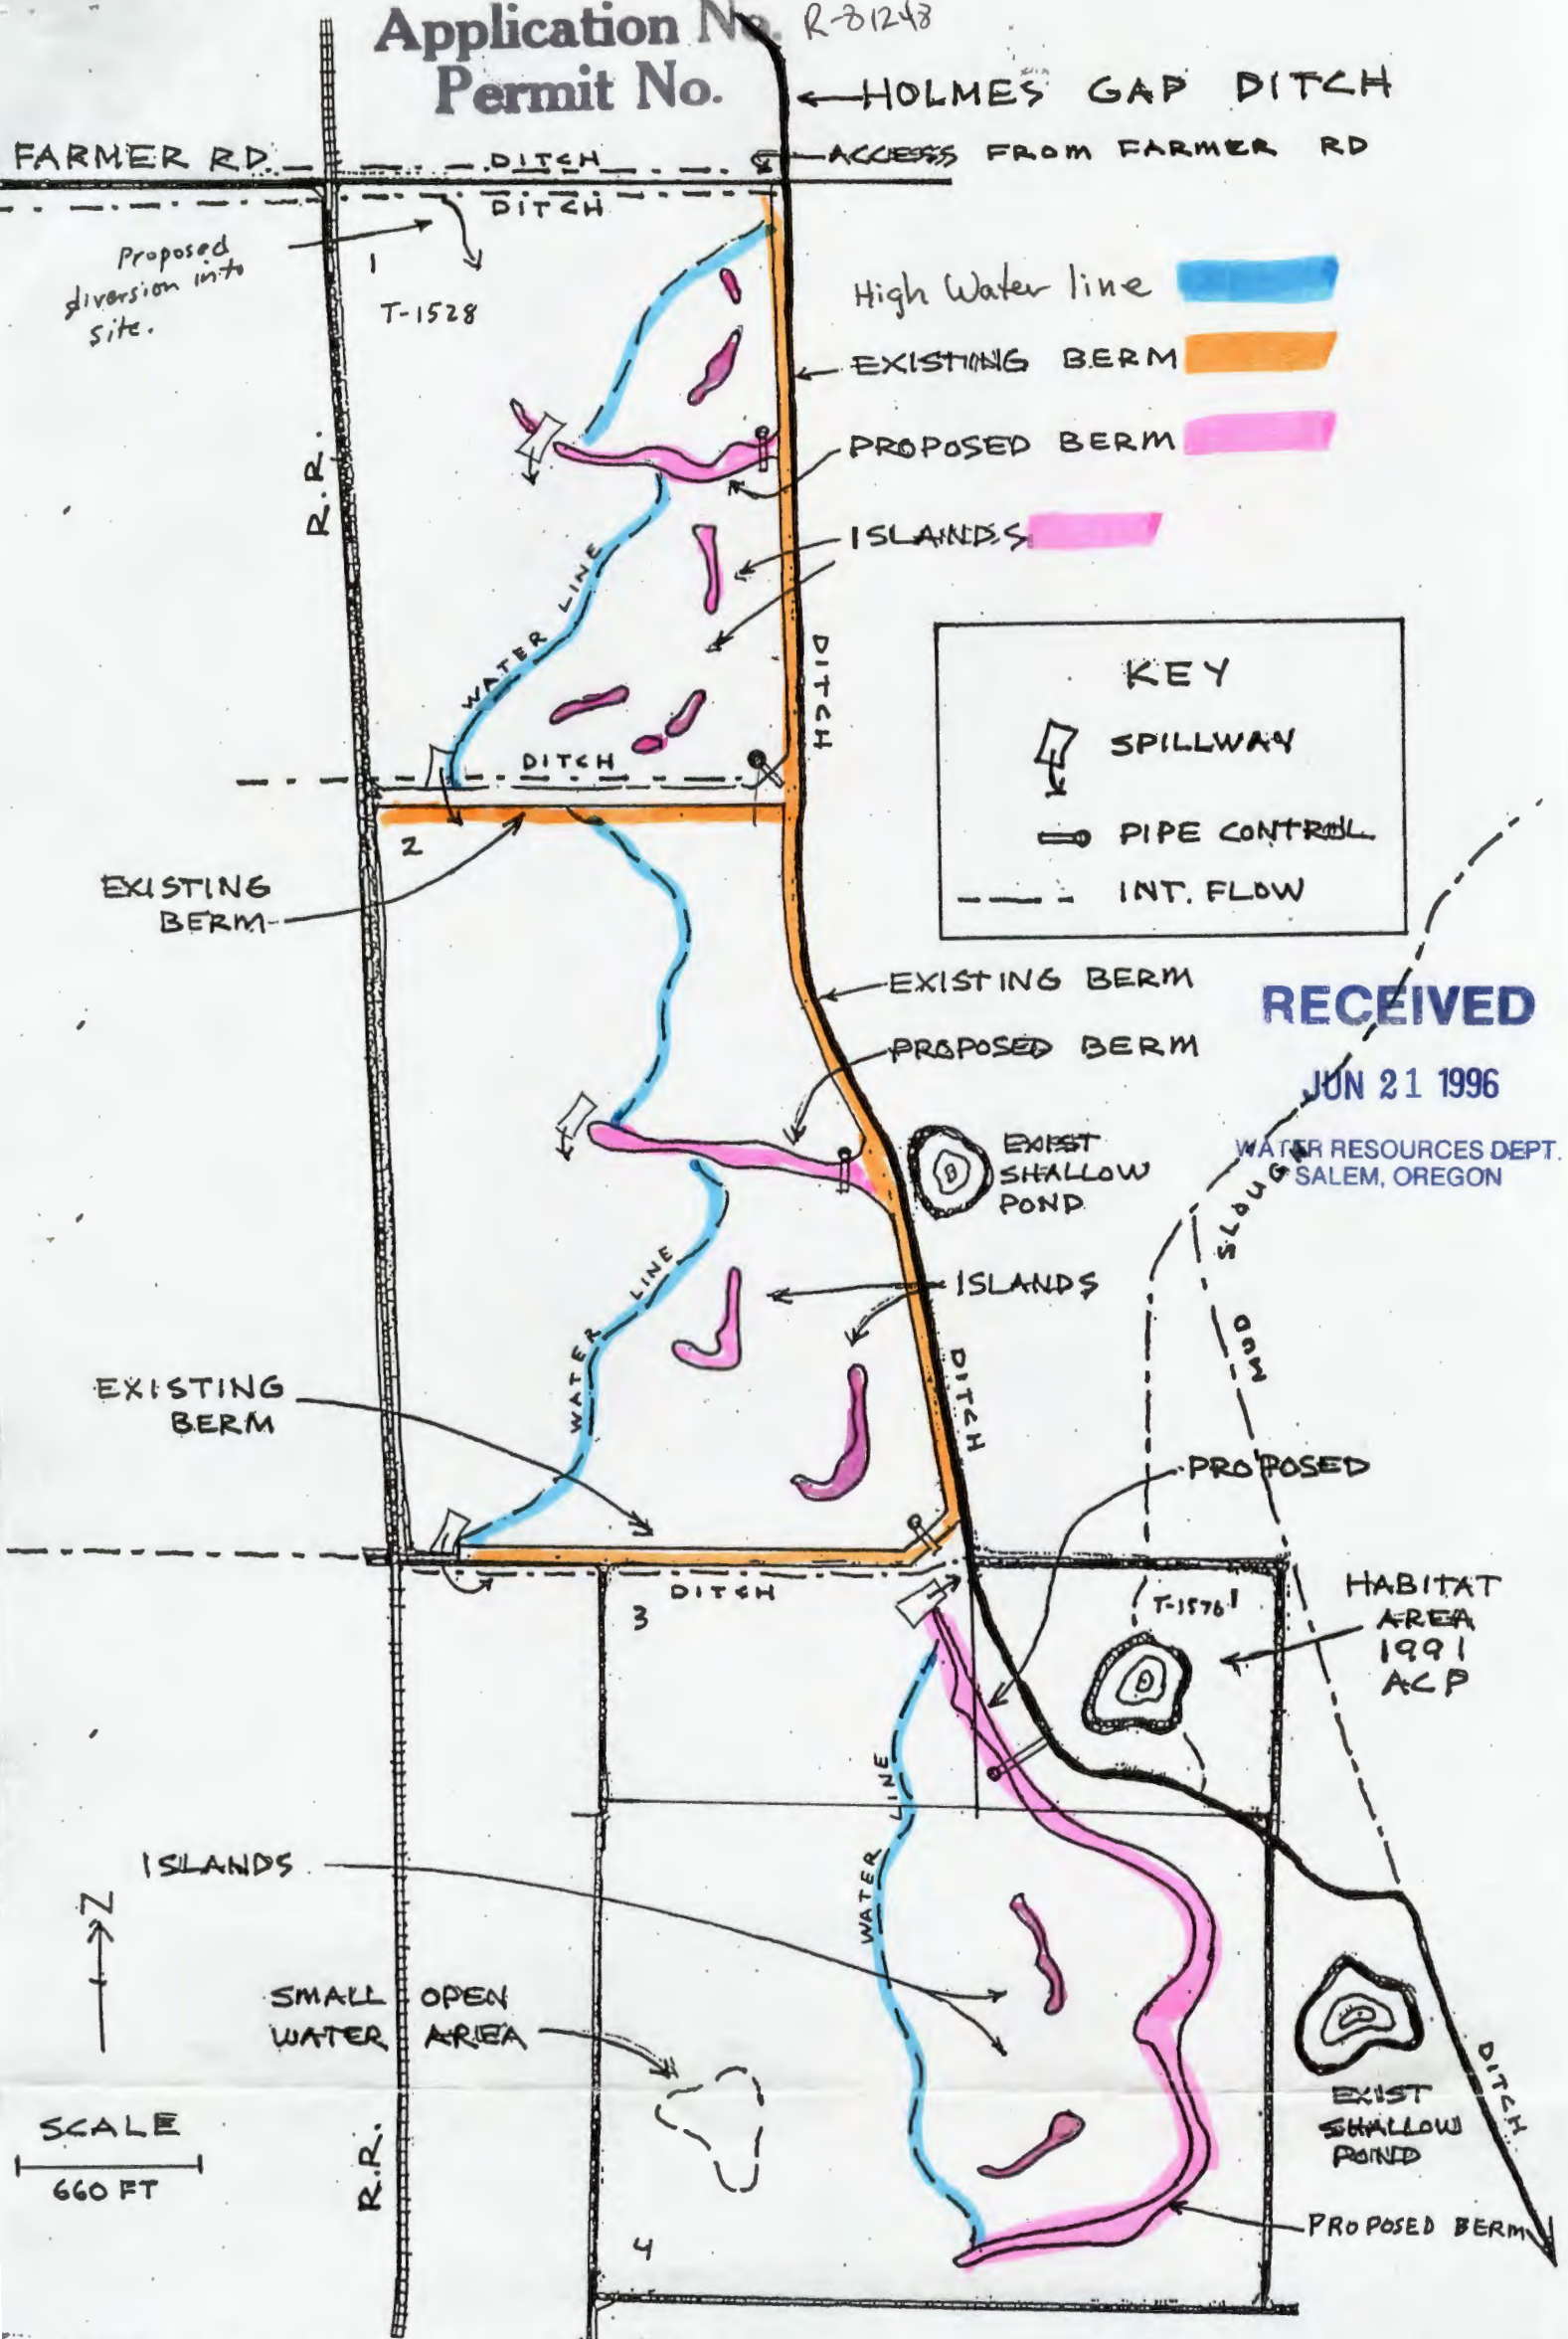 Application No. R-81248
Permit No.
HOLMES GAP DITCH
FARMER RD.
DITCH
ACCESS FROM FARMER RD
DITCH
Proposed
diversion into
site.
1
T-1528
High Water line
EXISTING BERM
R.R.
PROPOSED BERM
ISLAINDS
WATER LINE
DITCH
KEY
SPILLWAY
PIPE CONTROL
INT. FLOW
DITCH
2
EXISTING
BERM
EXISTING BERM
RECEIVED
PROPOSED BERM
JUN 21 1996
EXIST
SHALLOW
POND
WATER RESOURCES DEPT.
SALEM, OREGON
MUD SLOUGH
WATER LINE
ISLANDS
DITCH
EXISTING
BERM
PROPOSED
DITCH
3
T-1576
HABITAT
AREA
1991
ACP
WATER LINE
ISLANDS
N
SMALL OPEN
WATER AREA
DITCH
EXIST
SHALLOW
POND
SCALE
660 FT
R.R.
PROPOSED BERM
4